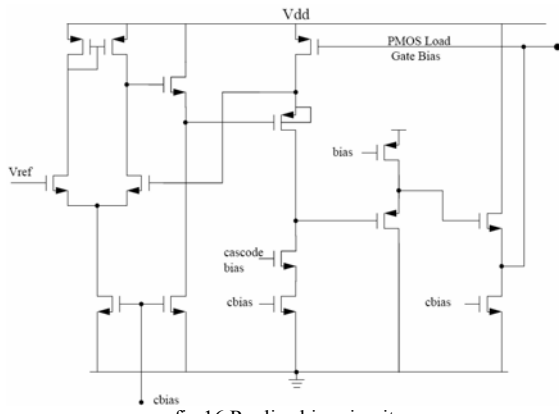 Vdd
PMOS Load
Gate Bias
bias
Vref
cascode
bias
cbias
cbias
cbias